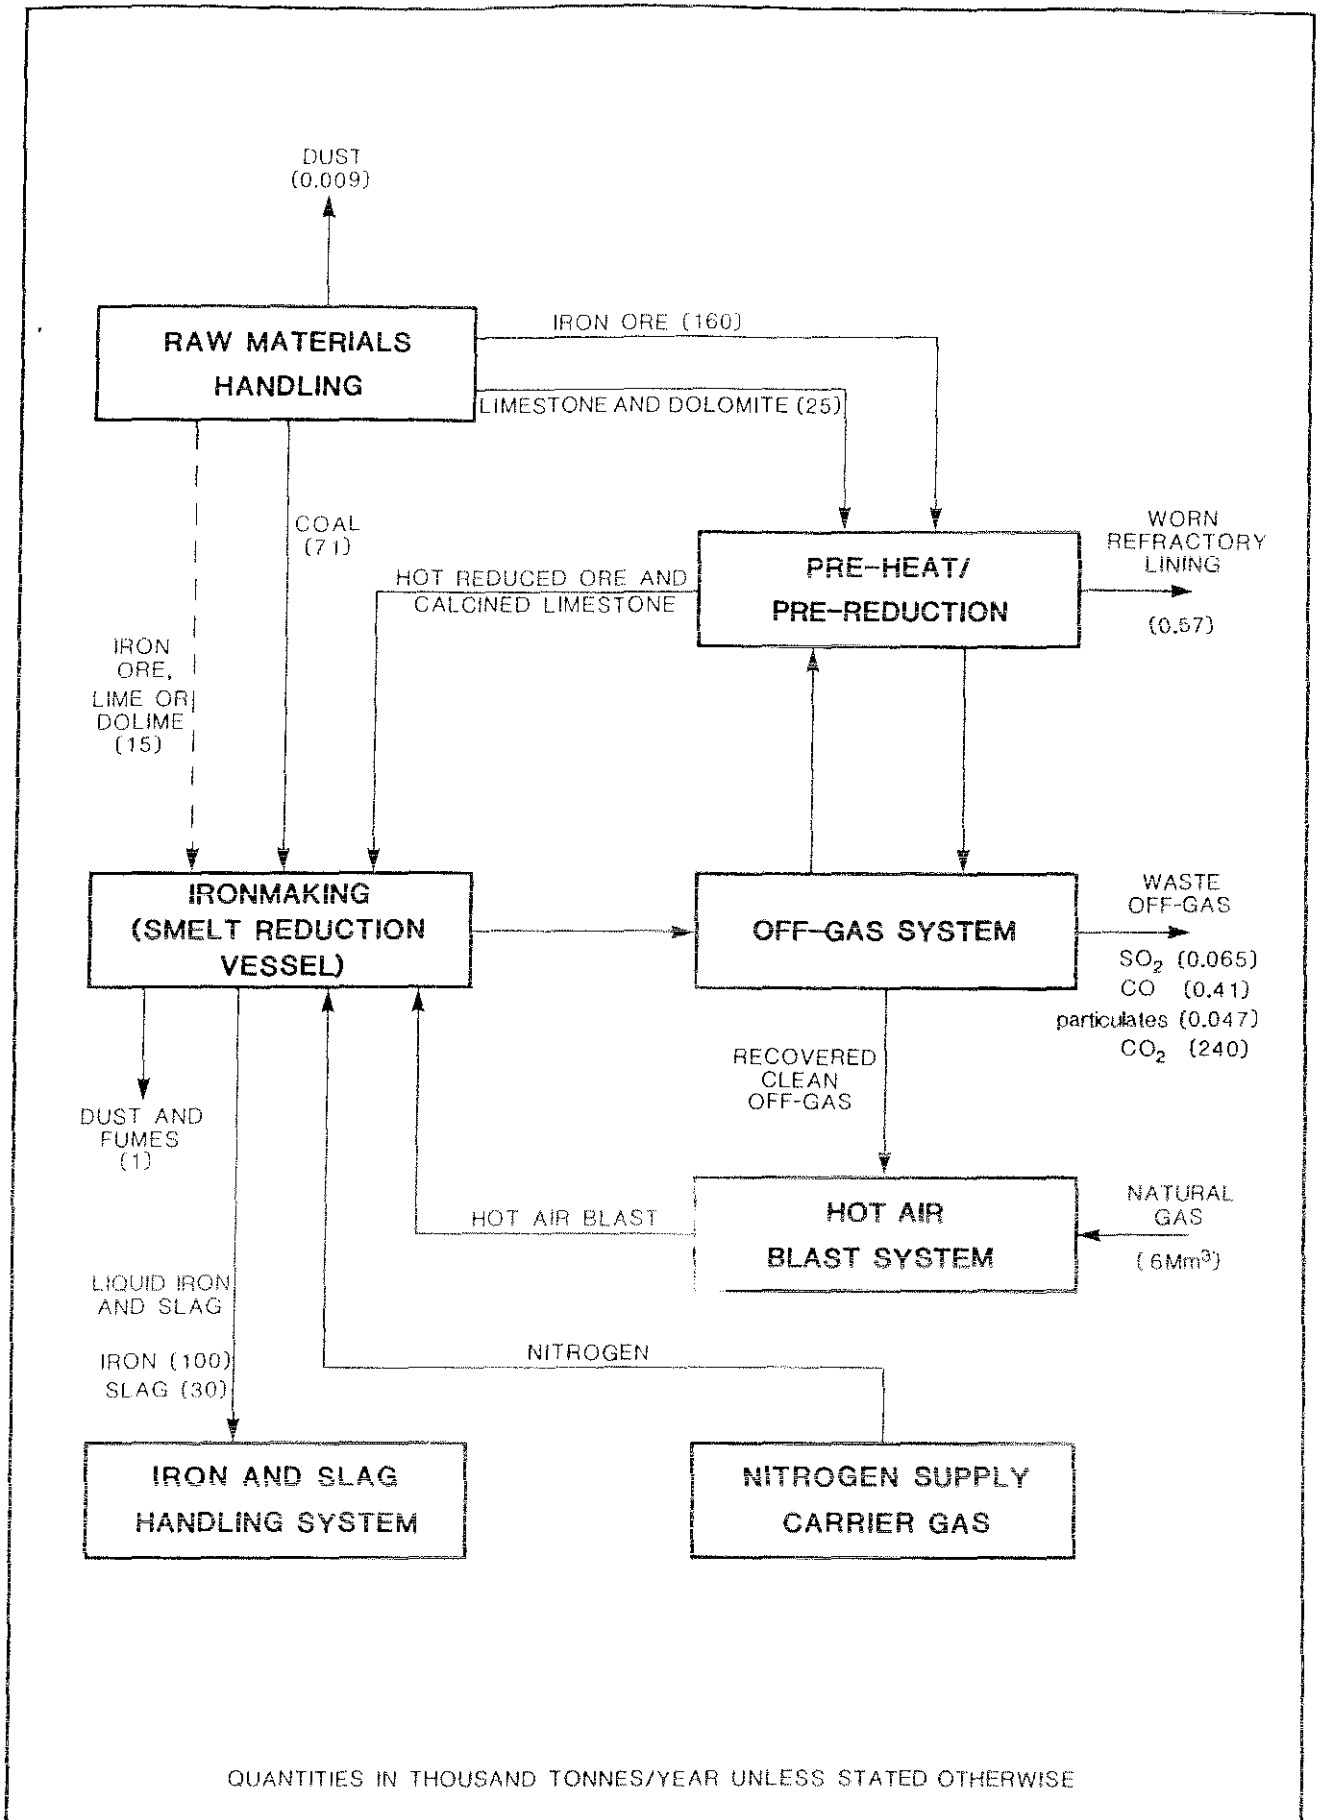 DUST
(0.009)
RAW MATERIALS
HANDLING
IRON ORE (160)
LIMESTONE AND DOLOMITE (25)
COAL
(71)
IRON
ORE,
LIME OR
DOLIME
(15)
HOT REDUCED ORE AND
CALCINED LIMESTONE
PRE-HEAT/
PRE-REDUCTION
WORN
REFRACTORY
LINING
(0.57)
IRONMAKING
(SMELT REDUCTION
VESSEL)
OFF-GAS SYSTEM
WASTE
OFF-GAS
SO₂ (0.065)
CO (0.41)
particulates (0.047)
CO₂ (240)
DUST AND
FUMES
(1)
RECOVERED
CLEAN
OFF-GAS
HOT AIR BLAST
HOT AIR
BLAST SYSTEM
NATURAL
GAS
(6Mm³)
LIQUID IRON
AND SLAG
IRON (100)
SLAG (30)
NITROGEN
IRON AND SLAG
HANDLING SYSTEM
NITROGEN SUPPLY
CARRIER GAS
QUANTITIES IN THOUSAND TONNES/YEAR UNLESS STATED OTHERWISE